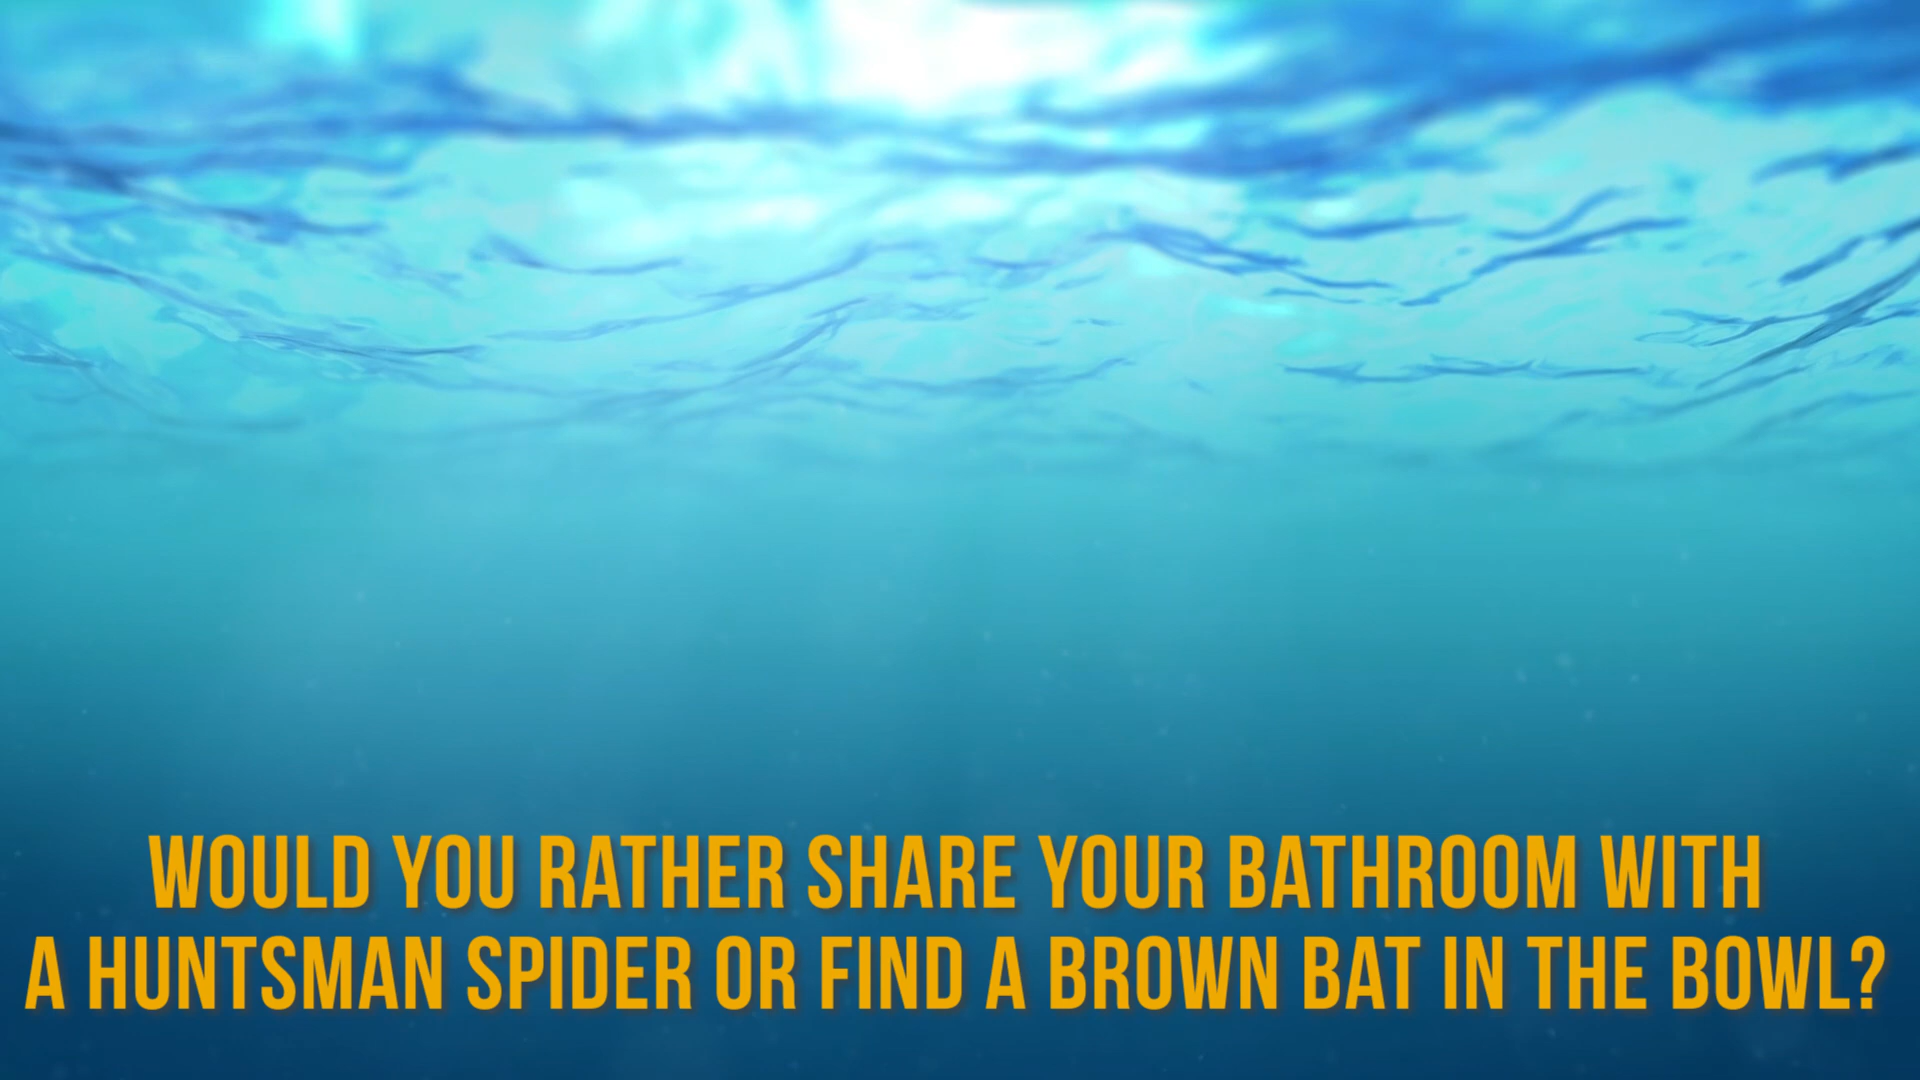 WOULD YOU RATHER SHARE YOUR BATHROOM WITH
A HUNTSMAN SPIDER OR FIND A BROWN BAT IN THE BOWL?